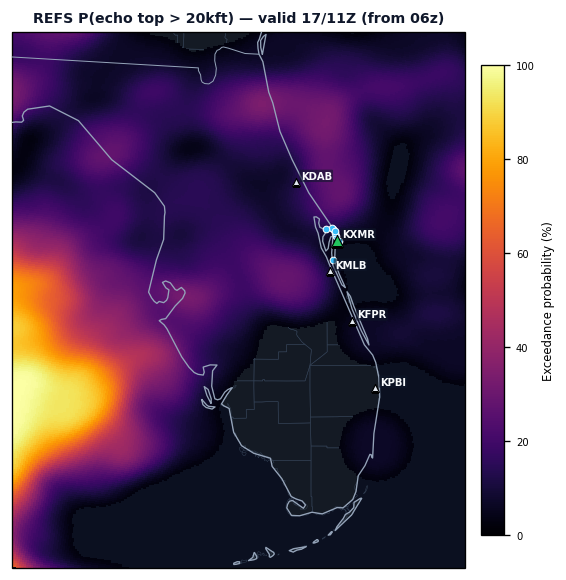 REFS P(echo top > 20kft) — valid 17/11Z (from 06z)
KDAB
KXMR
KMLB
KFPR
KPBI
100
80
60
40
20
0
Exceedance probability (%)